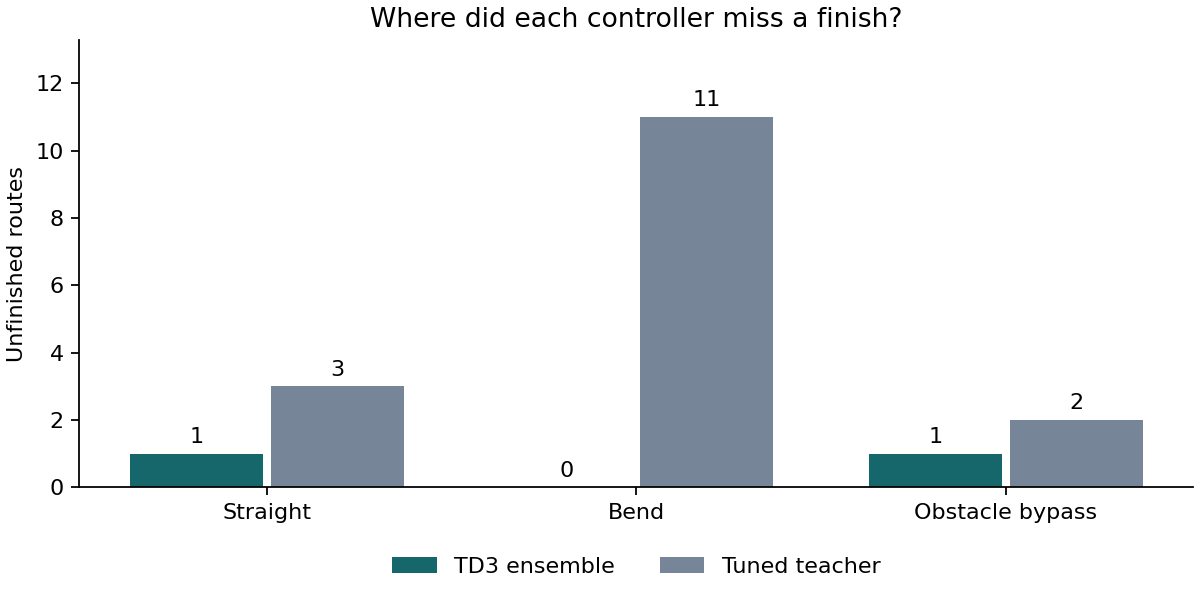 Where did each controller miss a finish?
Unfinished routes
12
10
8
6
4
2
0
1
3
0
11
1
2
Straight
Bend
Obstacle bypass
TD3 ensemble
Tuned teacher